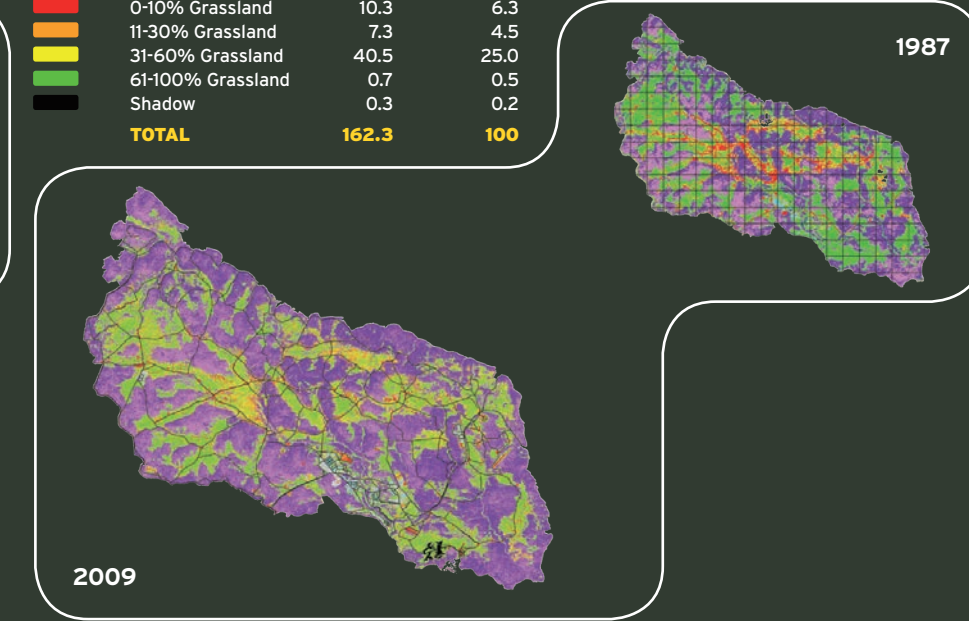 0-10% Grassland 10.3 6.3
11-30% Grassland 7.3 4.5
31-60% Grassland 40.5 25.0
61-100% Grassland 0.7 0.5
Shadow 0.3 0.2
TOTAL 162.3 100
1987
2009